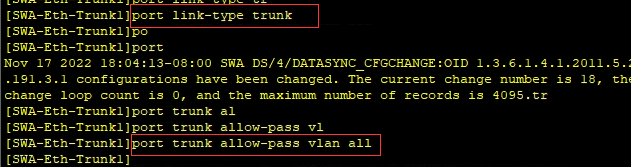 [SWA-Eth-Trunk1]port link-type tr
[SWA-Eth-Trunk1]port link-type trunk
[SWA-Eth-Trunk1]po
[SWA-Eth-Trunk1]port
Nov 17 2022 18:04:13-08:00 SWA DS/4/DATASYNC_CFGCHANGE:OID 1.3.6.1.4.1.2011.5.2
.191.3.1 configurations have been changed. The current change number is 18, the
change loop count is 0, and the maximum number of records is 4095.tr
[SWA-Eth-Trunk1]port trunk al
[SWA-Eth-Trunk1]port trunk allow-pass vl
[SWA-Eth-Trunk1]port trunk allow-pass vlan all
[SWA-Eth-Trunk1]